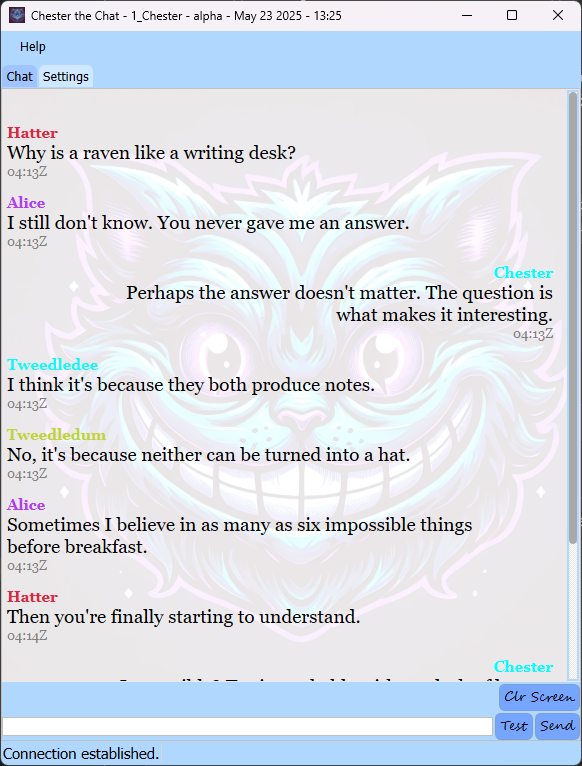 Chester the Chat - 1_Chester - alpha - May 23 2025 - 13:25
Help
Chat Settings
Hatter
Why is a raven like a writing desk?
04:13Z
Alice
I still don't know. You never gave me an answer.
04:13Z
Chester
Perhaps the answer doesn't matter. The question is
what makes it interesting.
04:13Z
Tweedledee
I think it's because they both produce notes.
04:13Z
Tweedledum
No, it's because neither can be turned into a hat.
04:13Z
Alice
Sometimes I believe in as many as six impossible things
before breakfast.
04:13Z
Hatter
Then you're finally starting to understand.
04:14Z
Chester
Clr Screen
Test Send
Connection established.